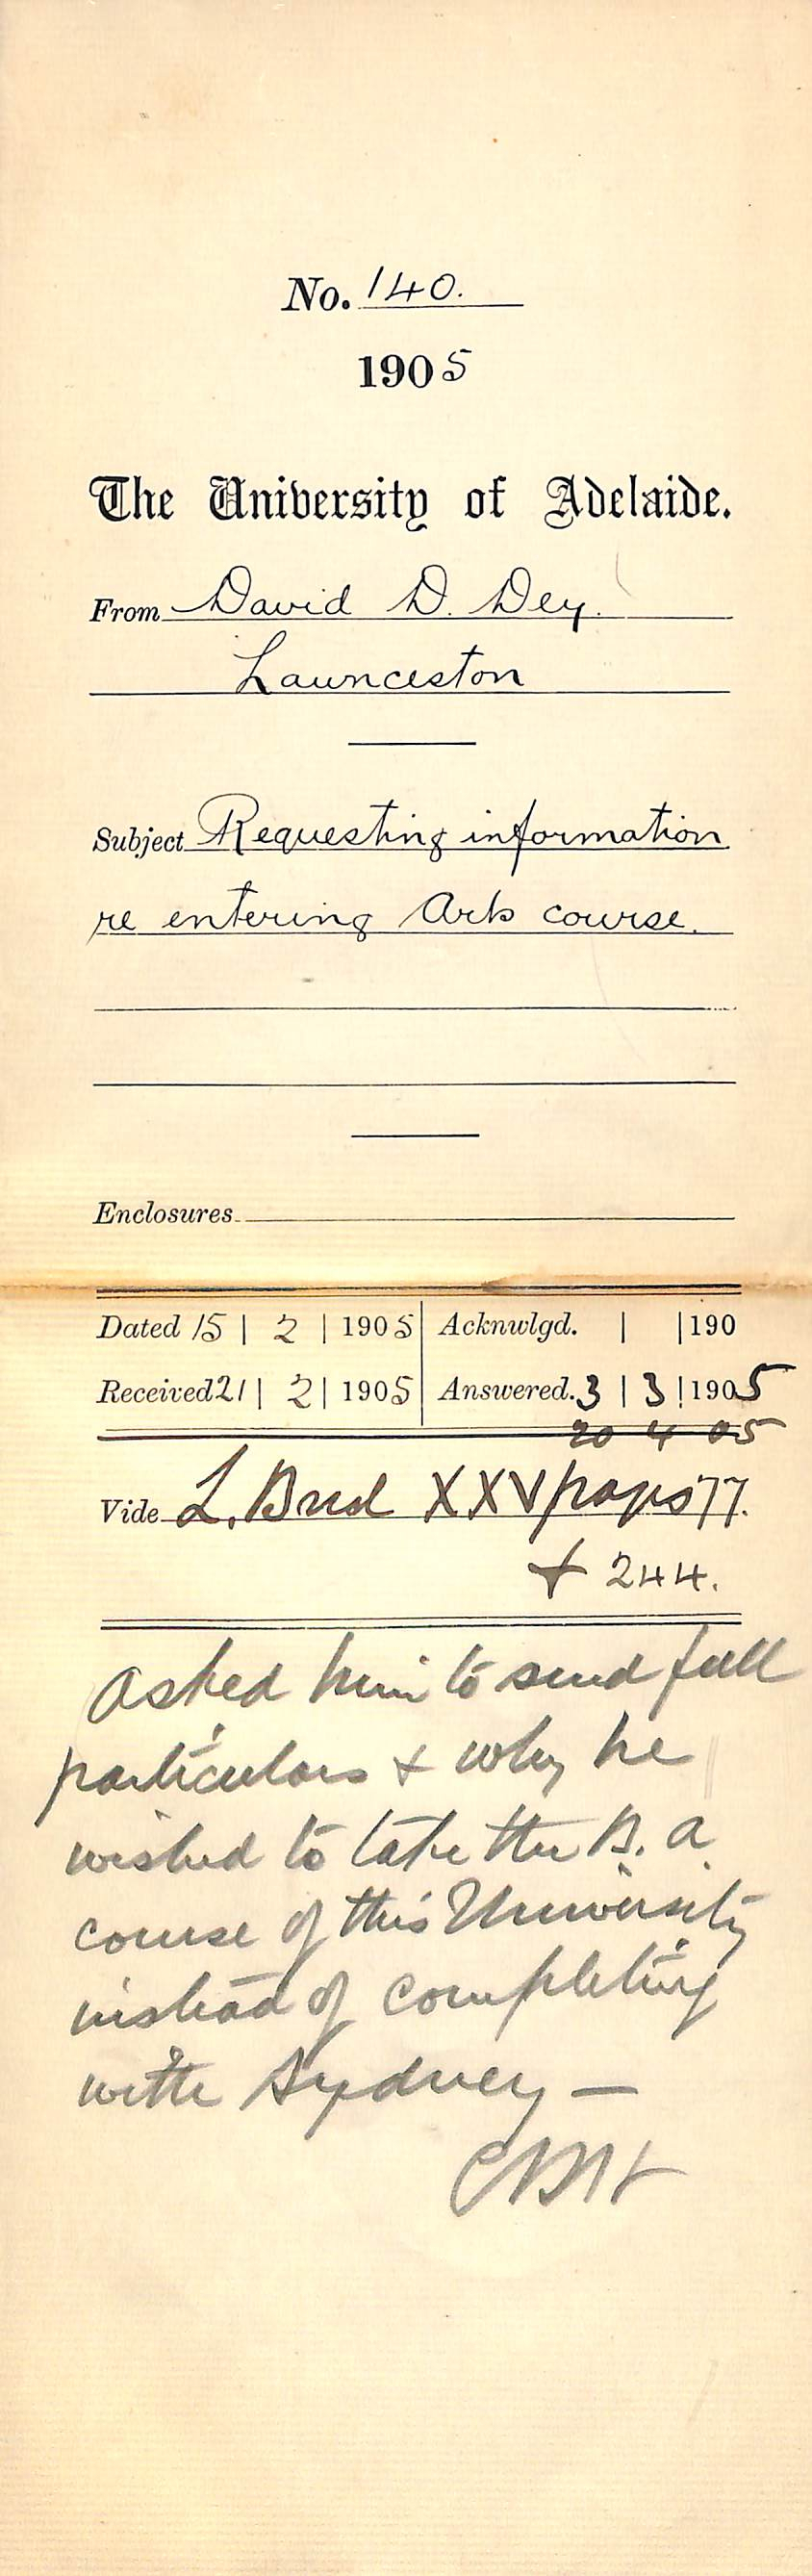 No. 140.
1905
The University of Adelaide.
From David D. Dey.
Launceston
Subject Requesting information
re entering Arts course.
Enclosures
Dated 15 | 2 | 1905 Acknwlgd. | | 190
Received 21 | 2 | 1905 Answered. 3 | 3 | 1905
20 4 05
Vide L. XXV pages 77.
+ 244.
Asked him to send full
particulars + why he
wished to take the B.A.
course of this University
instead of completing
with Sydney —